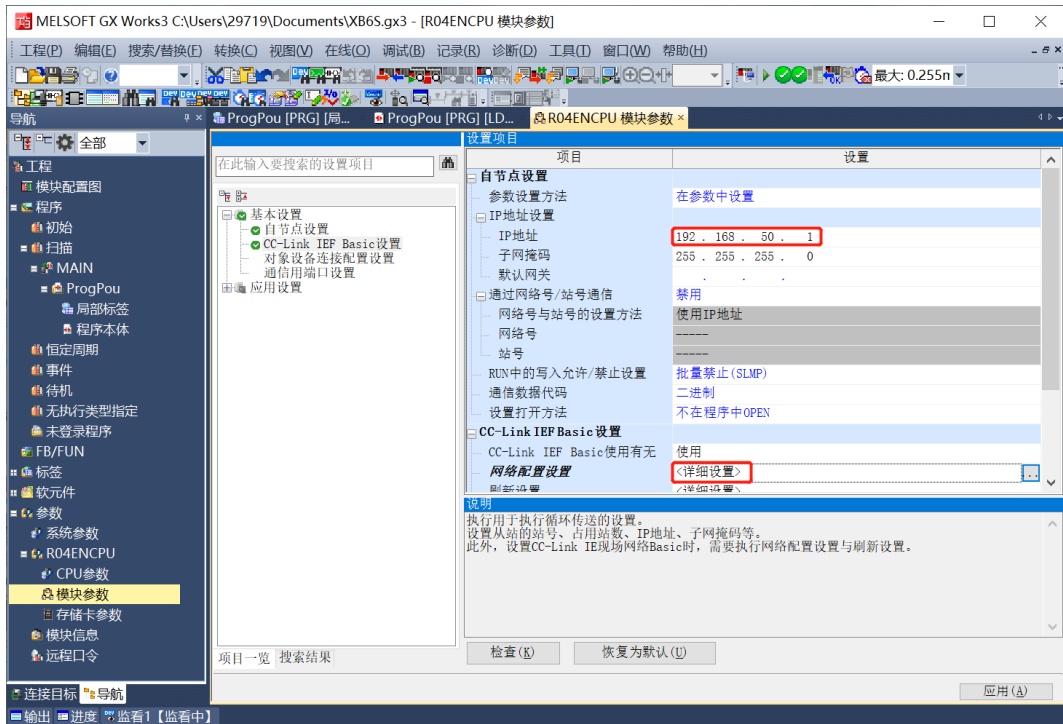 MELSOFT GX Works3 C:\Users\29719\Documents\XB6S.gx3 - [R04ENCPU 模块参数]
工程(P) 编辑(E) 搜索/替换(F) 转换(C) 视图(V) 在线(O) 调试(B) 记录(R) 诊断(D) 工具(T) 窗口(W) 帮助(H)
最大: 0.255n
导航
ProgPou [PRG] [局... ProgPou [PRG] [LD... R04ENCPU 模块参数
全部
工程
模块配置图
程序
初始
扫描
MAIN
ProgPou
局部标签
程序本体
恒定周期
事件
待机
无执行类型指定
未登录程序
FB/FUN
标签
软元件
参数
系统参数
R04ENCPU
CPU参数
模块参数
存储卡参数
模块信息
远程口令
连接目标 导航
在此输入要搜索的设置项目
基本设置
自节点设置
CC-Link IEF Basic设置
对象设备连接配置设置
通信用端口设置
应用设置
项目一览 搜索结果
设置项目
项目 设置
自节点设置
参数设置方法 在参数中设置
IP地址设置
IP地址 192 . 168 . 50 . 1
子网掩码 255 . 255 . 255 . 0
默认网关 . . .
通过网络号/站号通信 禁用
网络号与站号的设置方法 使用IP地址
网络号 -----
站号 -----
RUN中的写入允许/禁止设置 批量禁止(SLMP)
通信数据代码 二进制
设置打开方法 不在程序中OPEN
CC-Link IEF Basic设置
CC-Link IEF Basic使用有无 使用
网络配置设置 <详细设置>
刷新设置 <详细设置>
说明
执行用于执行循环传送的设置。
设置从站的站号、占用站数、IP地址、子网掩码等。
此外，设置CC-Link IE现场网络Basic时，需要执行网络配置设置与刷新设置。
检查(K) 恢复为默认(U)
应用(A)
输出 进度 监看1【监看中】